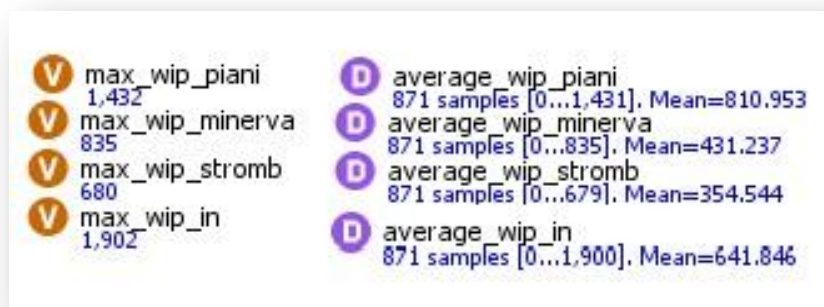 V max_wip_piani
1,432
V max_wip_minerva
835
V max_wip_stromb
680
V max_wip_in
1,902
D average_wip_piani
871 samples [0...1,431]. Mean=810.953
D average_wip_minerva
871 samples [0...835]. Mean=431.237
D average_wip_stromb
871 samples [0...679]. Mean=354.544
D average_wip_in
871 samples [0...1,900]. Mean=641.846